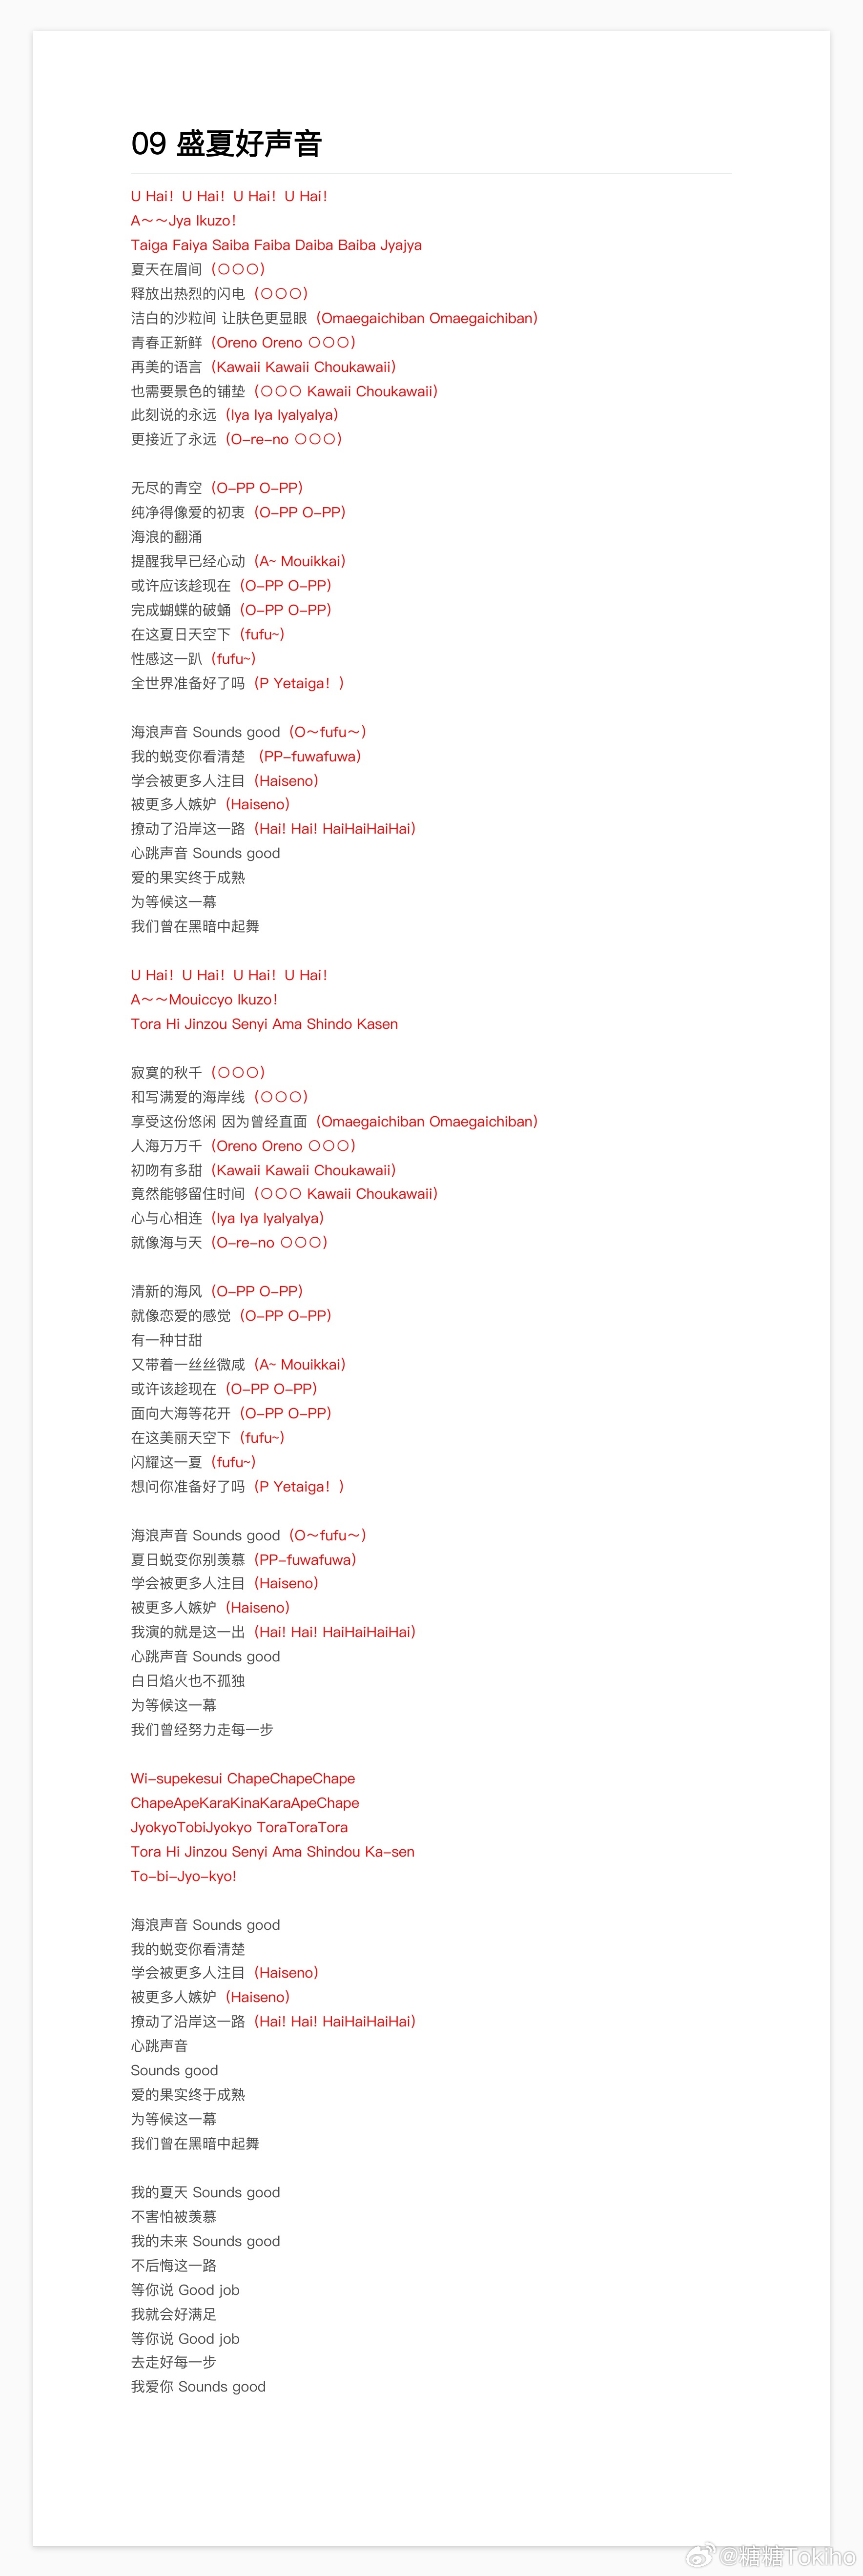 09 盛夏好声音
U Hai！U Hai！U Hai！U Hai！
A～～Jya Ikuzo！
Taiga Faiya Saiba Faiba Daiba Baiba Jyajya
夏天在眉间（〇〇〇）
释放出热烈的闪电（〇〇〇）
洁白的沙粒间 让肤色更显眼（Omaegaichiban Omaegaichiban）
青春正新鲜（Oreno Oreno 〇〇〇）
再美的语言（Kawaii Kawaii Choukawaii）
也需要景色的铺垫（〇〇〇 Kawaii Choukawaii）
此刻说的永远（Iya Iya IyaIyaIya）
更接近了永远（O-re-no 〇〇〇）
无尽的青空（O-PP O-PP）
纯净得像爱的初衷（O-PP O-PP）
海浪的翻涌
提醒我早已经心动（A~ Mouikkai）
或许应该趁现在（O-PP O-PP）
完成蝴蝶的破蛹（O-PP O-PP）
在这夏日天空下（fufu~）
性感这一趴（fufu~）
全世界准备好了吗（P Yetaiga！）
海浪声音 Sounds good（O～fufu～）
我的蜕变你看清楚 （PP-fuwafuwa）
学会被更多人注目（Haiseno）
被更多人嫉妒（Haiseno）
撩动了沿岸这一路（Hai! Hai! HaiHaiHaiHai）
心跳声音 Sounds good
爱的果实终于成熟
为等候这一幕
我们曾在黑暗中起舞
U Hai！U Hai！U Hai！U Hai！
A～～Mouiccyo Ikuzo！
Tora Hi Jinzou Senyi Ama Shindo Kasen
寂寞的秋千（〇〇〇）
和写满爱的海岸线（〇〇〇）
享受这份悠闲 因为曾经直面（Omaegaichiban Omaegaichiban）
人海万万千（Oreno Oreno 〇〇〇）
初吻有多甜（Kawaii Kawaii Choukawaii）
竟然能够留住时间（〇〇〇 Kawaii Choukawaii）
心与心相连（Iya Iya IyaIyaIya）
就像海与天（O-re-no 〇〇〇）
清新的海风（O-PP O-PP）
就像恋爱的感觉（O-PP O-PP）
有一种甘甜
又带着一丝丝微咸（A~ Mouikkai）
或许该趁现在（O-PP O-PP）
面向大海等花开（O-PP O-PP）
在这美丽天空下（fufu~）
闪耀这一夏（fufu~）
想问你准备好了吗（P Yetaiga！）
海浪声音 Sounds good（O～fufu～）
夏日蜕变你别羡慕（PP-fuwafuwa）
学会被更多人注目（Haiseno）
被更多人嫉妒（Haiseno）
我演的就是这一出（Hai! Hai! HaiHaiHaiHai）
心跳声音 Sounds good
白日焰火也不孤独
为等候这一幕
我们曾经努力走每一步
Wi-supekesui ChapeChapeChape
ChapeApeKaraKinaKaraApeChape
JyokyoTobiJyokyo ToraToraTora
Tora Hi Jinzou Senyi Ama Shindou Ka-sen
To-bi-Jyo-kyo!
海浪声音 Sounds good
我的蜕变你看清楚
学会被更多人注目（Haiseno）
被更多人嫉妒（Haiseno）
撩动了沿岸这一路（Hai! Hai! HaiHaiHaiHai）
心跳声音
Sounds good
爱的果实终于成熟
为等候这一幕
我们曾在黑暗中起舞
我的夏天 Sounds good
不害怕被羡慕
我的未来 Sounds good
不后悔这一路
等你说 Good job
我就会好满足
等你说 Good job
去走好每一步
我爱你 Sounds good
@糖糖Tokiho